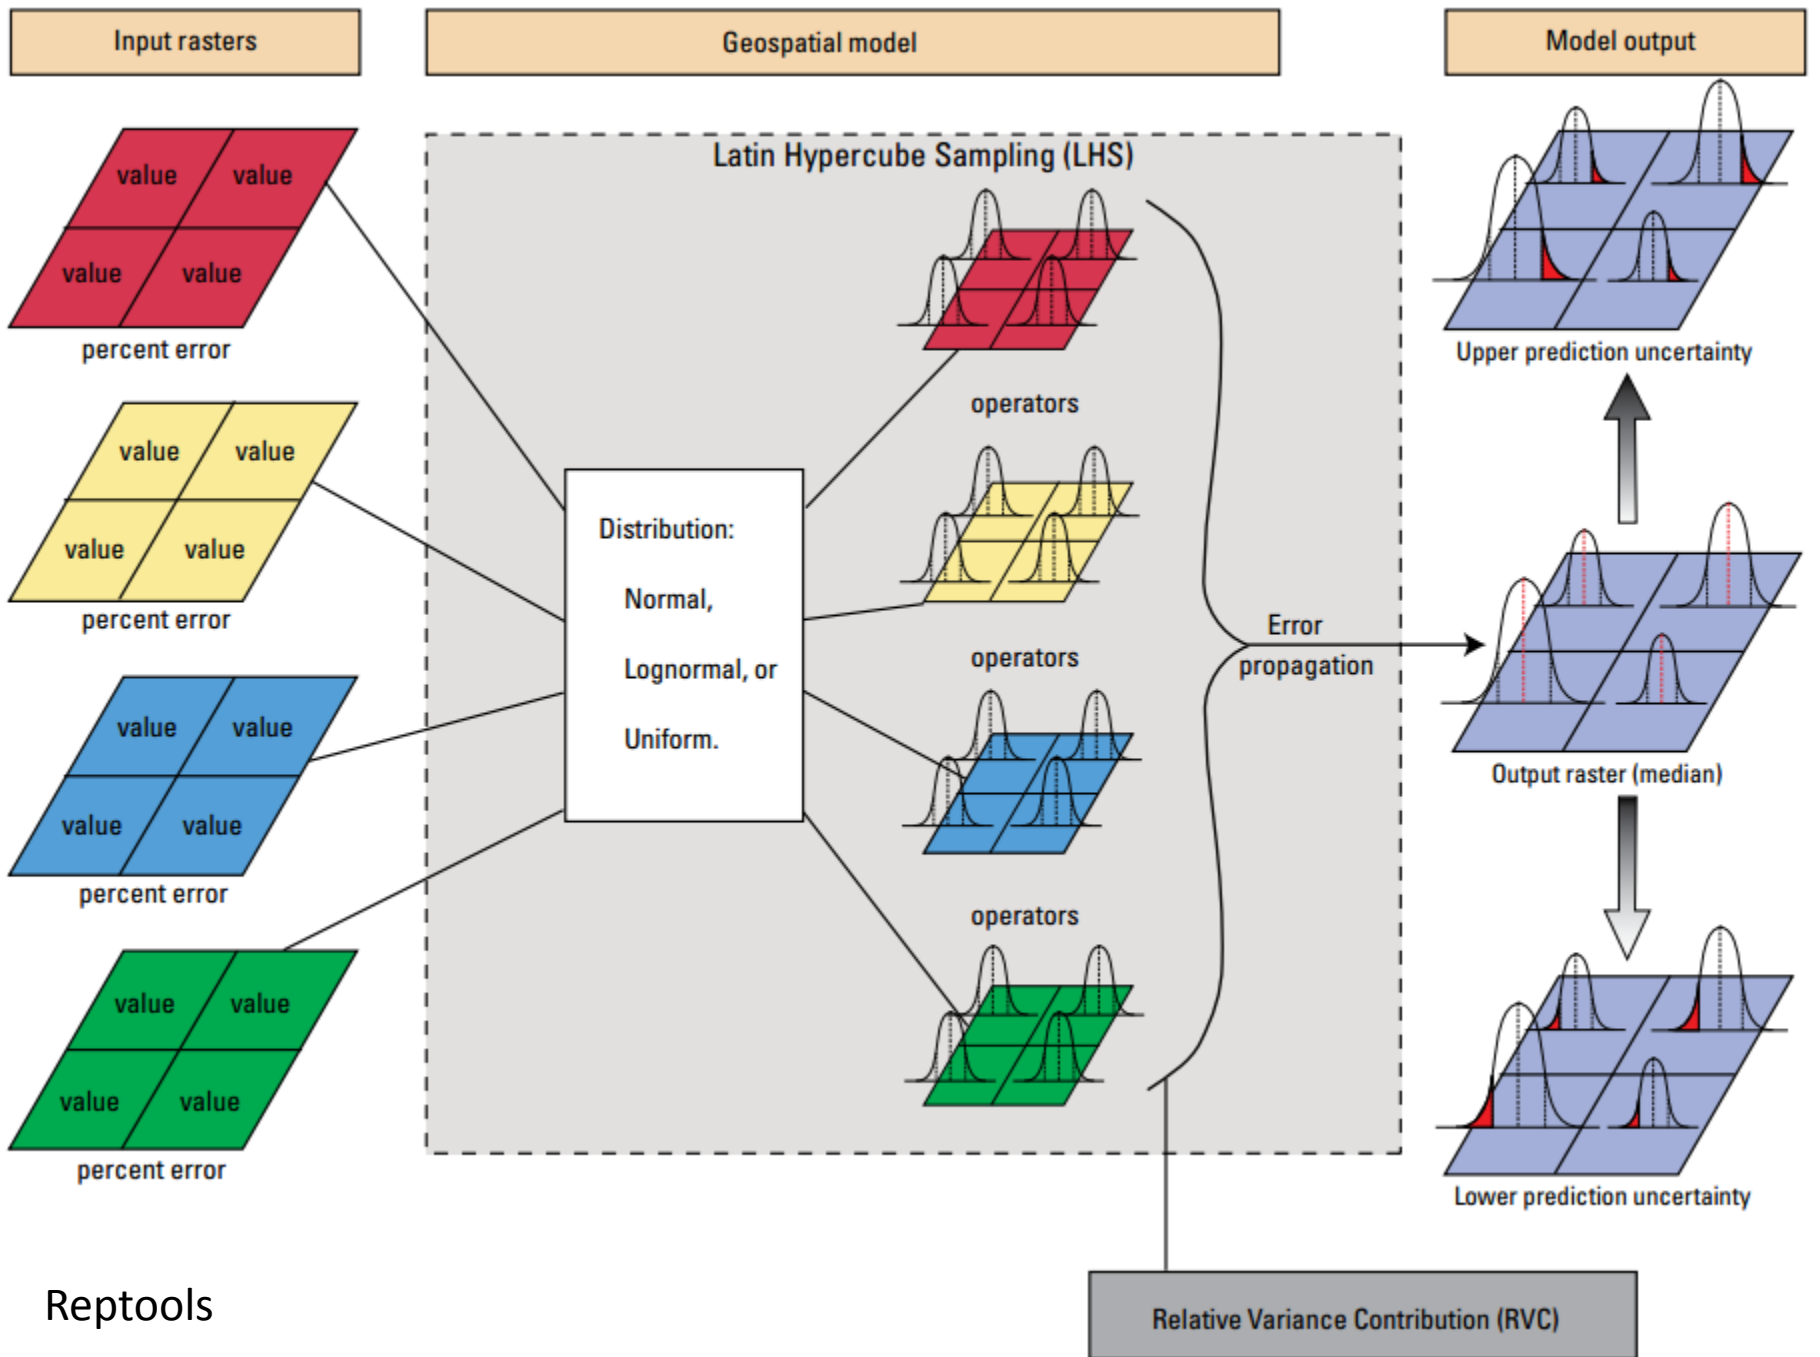 Input rasters
Geospatial model
Model output
value value
value value
percent error
value value
value value
percent error
value value
value value
percent error
value value
value value
percent error
Latin Hypercube Sampling (LHS)
Distribution:
Normal,
Lognormal, or
Uniform.
operators
operators
operators
Error
propagation
Upper prediction uncertainty
Output raster (median)
Lower prediction uncertainty
Relative Variance Contribution (RVC)
Reptools